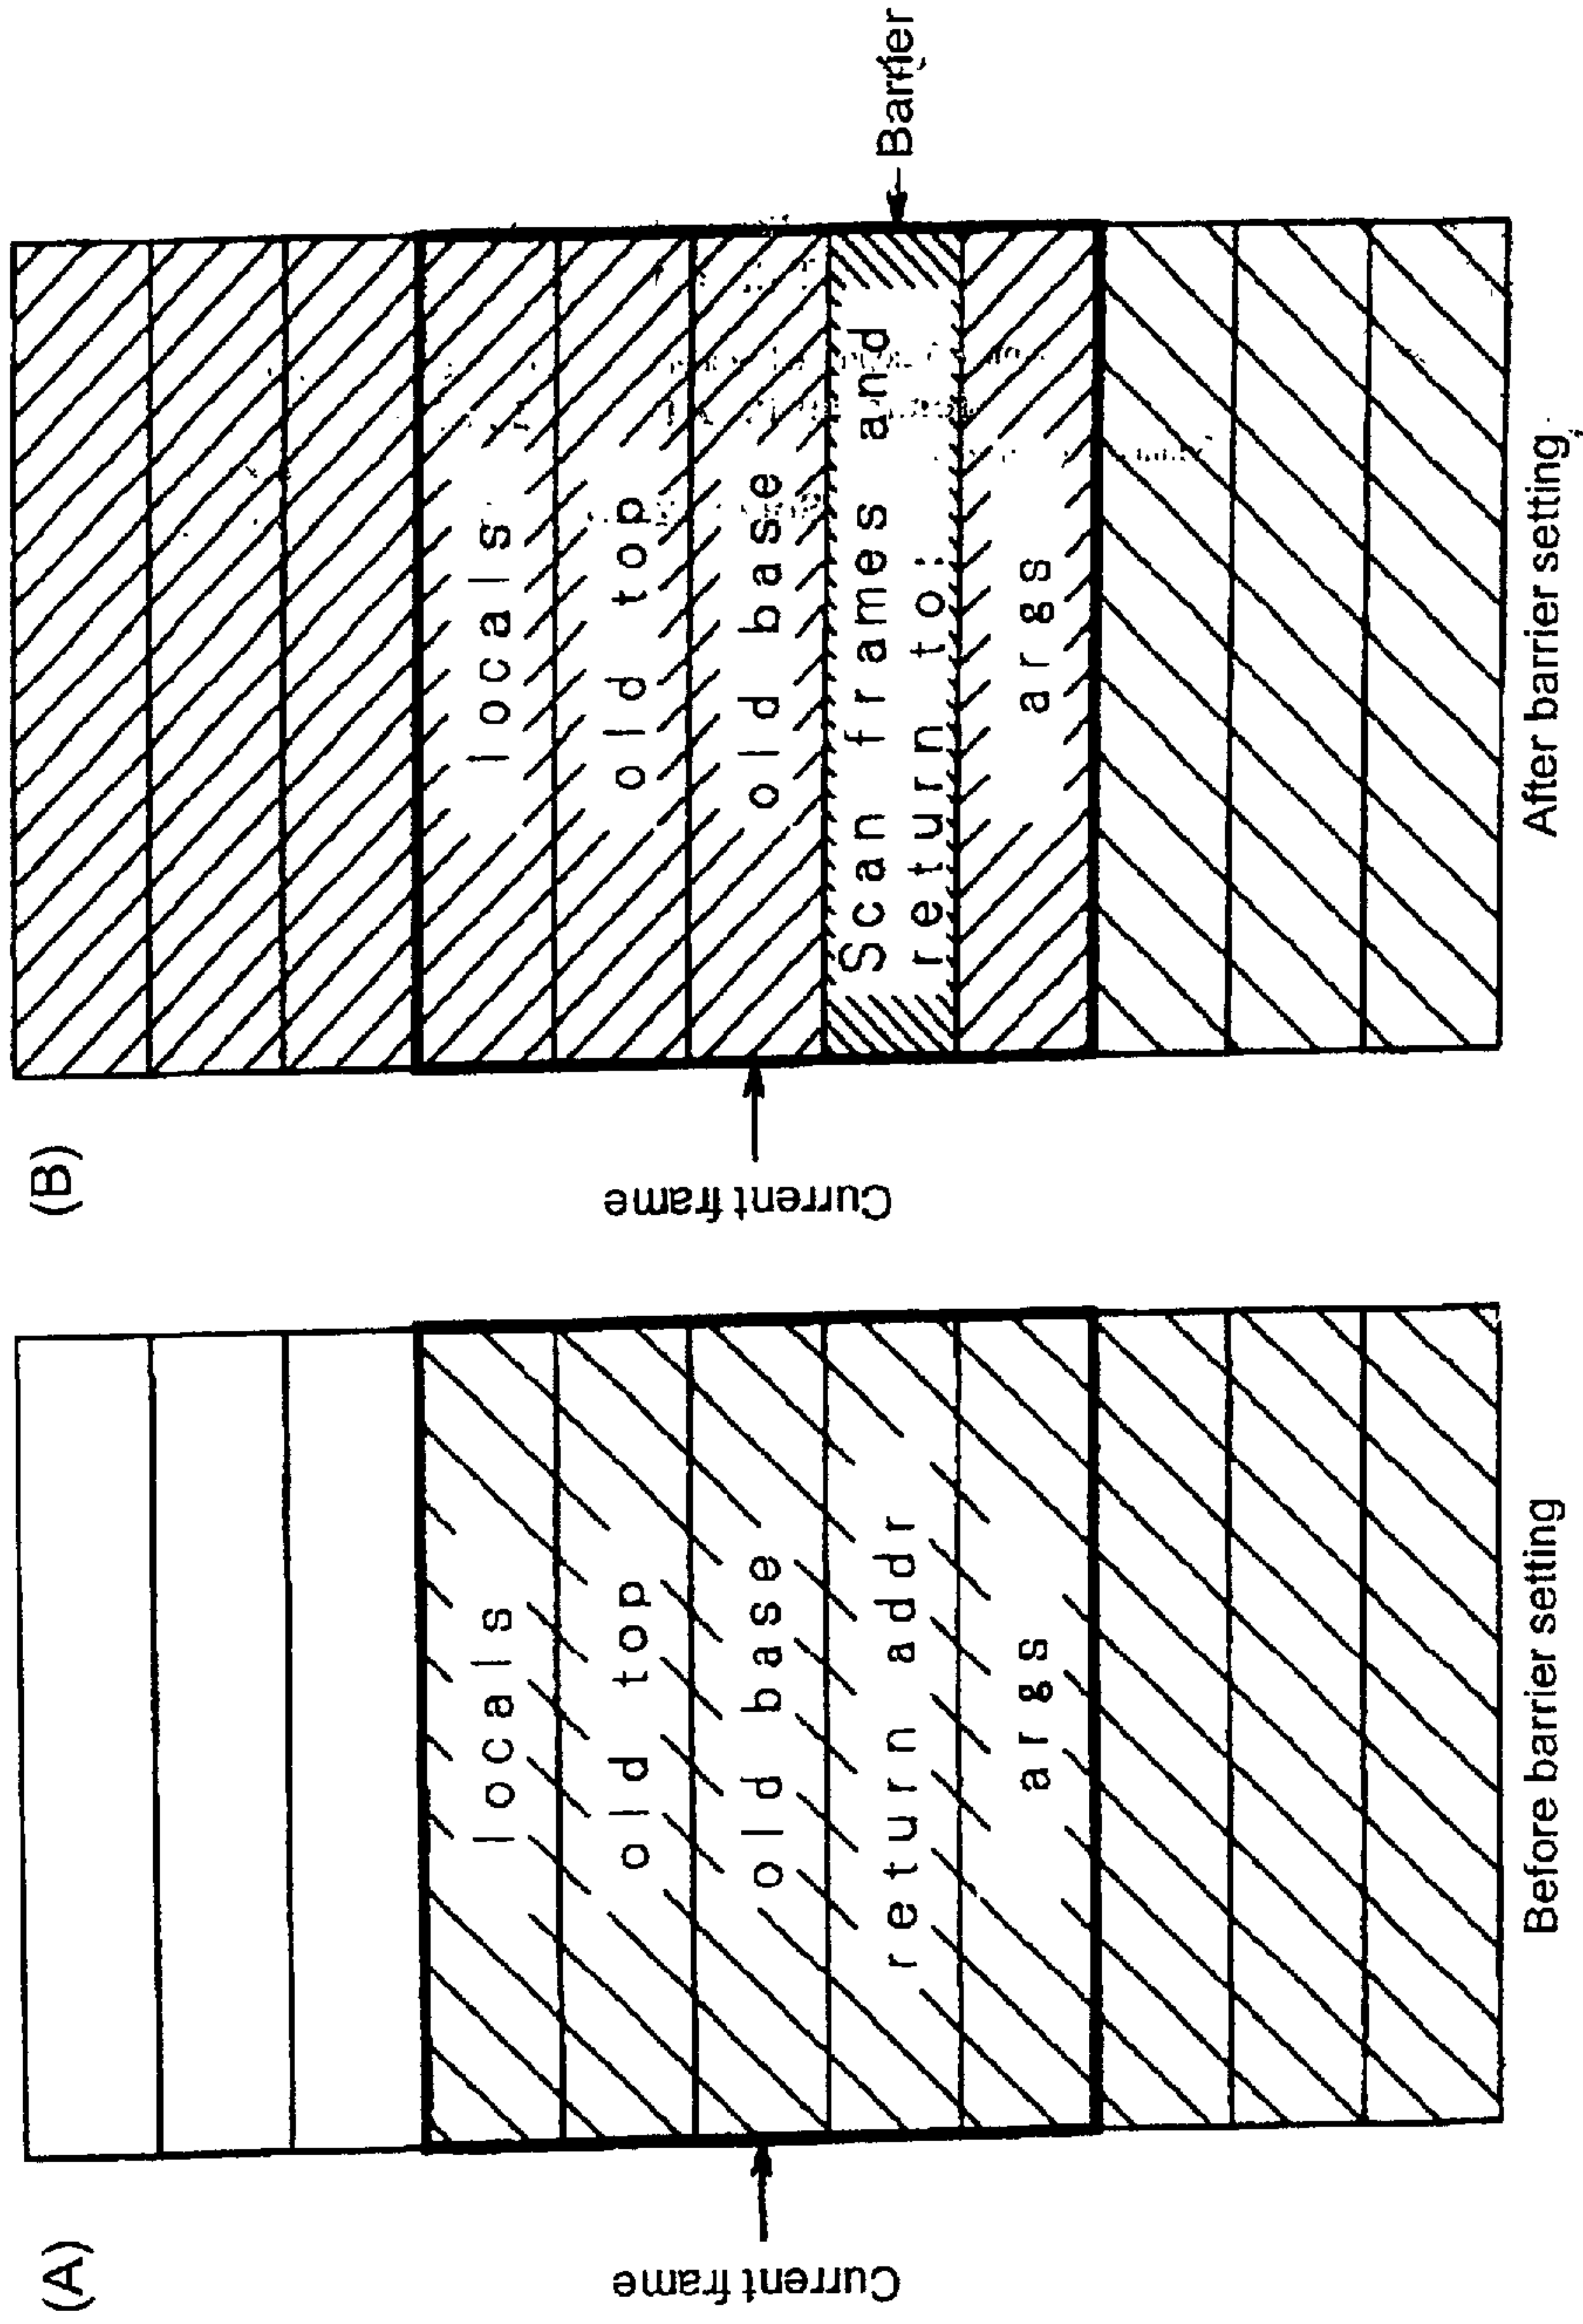 (A)
Current frame
locals
old top
old base
return addr
args
Before barrier setting
(B)
Current frame
locals
old top
old base
Scan frames and
return to:
args
Barrier
After barrier setting